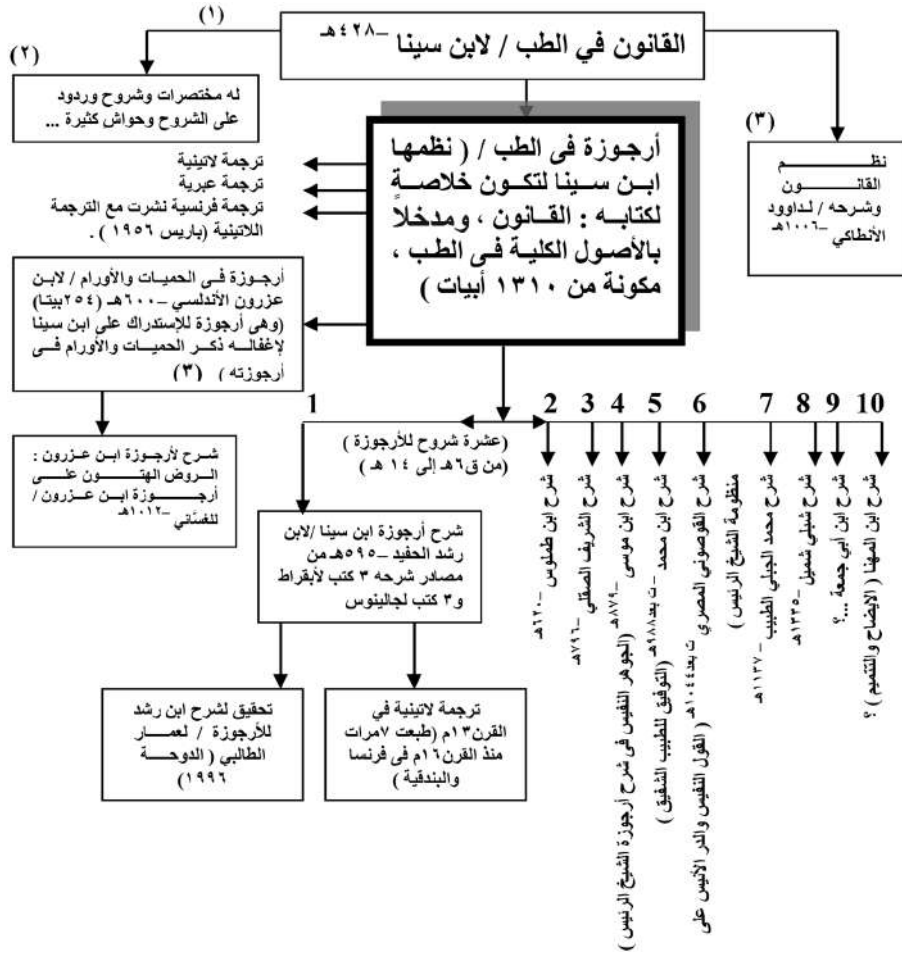 (١)
القانون في الطب / لابن سينا –٤٢٨هـ
(٢)
له مختصرات وشروح وردود
على الشروح وحواش كثيرة ...
(٣)
نظم
القانون
وشرحه / لداوود
الأنطاكي –١٠٠٦هـ
أرجوزة فى الطب / ( نظمها
ابن سينا لتكون خلاصة
لكتابه : القانون ، ومدخلاً
بالأصول الكلية فى الطب ،
مكونة من ١٣١٠ أبيات )
ترجمة لاتينية
ترجمة عبرية
ترجمة فرنسية نشرت مع الترجمة
اللاتينية (باريس ١٩٥٦ ) .
أرجوزة فى الحميات والأورام / لابن
عزرون الأندلسي –٦٠٠هـ (٢٥٤بيتا)
(وهى أرجوزة للإستدراك على ابن سينا
لإغفاله ذكر الحميات والأورام فى
أرجوزته ) (٣)
شرح لأرجوزة ابن عزرون :
الروض الهتون على
أرجوزة ابن عزرون /
للغسّاني –١٠١٢هـ
1
2
3
4
5
6
7
8
9
10
(عشرة شروح للأرجوزة )
(من ق٦هـ إلى ١٤ هـ )
شرح أرجوزة ابن سينا /لابن
رشد الحفيد –٥٩٥هـ من
مصادر شرحه ٣ كتب لأبقراط
و٣ كتب لجالينوس
ترجمة لاتينية في
القرن١٣م (طبعت ٧مرات
منذ القرن١٦م فى فرنسا
والبندقية )
تحقيق لشرح ابن رشد
للأرجوزة / لعمار
الطالبي ( الدوحة
١٩٩٦)
شرح ابن طملوس –٦٢٠هـ
شرح الشريف الصقلي –٧٩٦هـ
شرح ابن موسى –٨٧٩هـ (الجوهر النفيس فى شرح أرجوزة الشيخ الرئيس )
شرح ابن محمد – ت بعد٩٨٨هـ (التوفيق للطبيب الشفيق )
شرح القوصوني المصري ت بعد١٠٤٤هـ ( القول النفيس والدر الأنيس على
منظومة الشيخ الرئيس )
شرح محمد الجبلي الطبيب –١١٣٧هـ
شرح شبلي شميل –١٣٣٥هـ
شرح ابن أبي جمعة ...؟
شرح ابن المهنا ( الايضاح والتتميم ) ؟